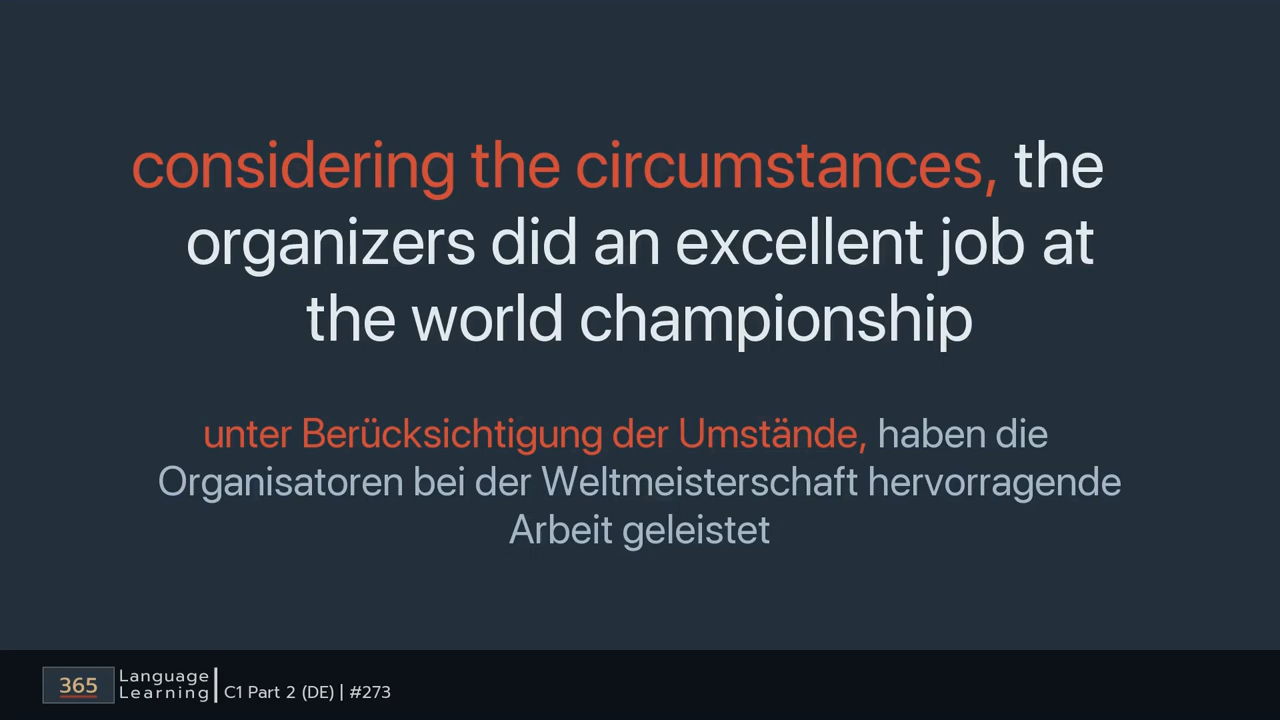 considering the circumstances, the
organizers did an excellent job at
the world championship
unter Berücksichtigung der Umstände, haben die
Organisatoren bei der Weltmeisterschaft hervorragende
Arbeit geleistet
365
Language
Learning
C1 Part 2 (DE) | #273